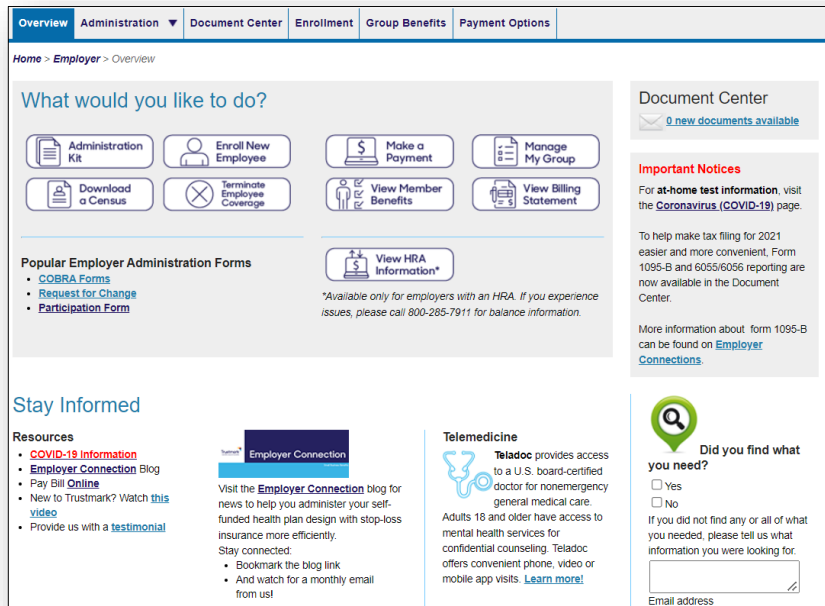 Overview
Administration
Document Center
Enrollment
Group Benefits
Payment Options
Home > Employer > Overview
What would you like to do?
Administration
Kit
Enroll New
Employee
Make a
Payment
Manage
My Group
Download
a Census
Terminate
Employee
Coverage
View Member
Benefits
View Billing
Statement
Popular Employer Administration Forms
COBRA Forms
Request for Change
Participation Form
View HRA
Information*
*Available only for employers with an HRA. If you experience
issues, please call 800-285-7911 for balance information.
Document Center
0 new documents available
Important Notices
For at-home test information, visit
the Coronavirus (COVID-19) page.
To help make tax filing for 2021
easier and more convenient, Form
1095-B and 6055/6056 reporting are
now available in the Document
Center.
More information about form 1095-B
can be found on Employer
Connections.
Stay Informed
Resources
COVID-19 Information
Employer Connection Blog
Pay Bill Online
New to Trustmark? Watch this
video
Provide us with a testimonial
Trustmark
Employer Connection
Visit the Employer Connection blog for
news to help you administer your self-
funded health plan design with stop-loss
insurance more efficiently.
Stay connected:
Bookmark the blog link
And watch for a monthly email
from us!
Telemedicine
Teladoc provides access
to a U.S. board-certified
doctor for nonemergency
general medical care.
Adults 18 and older have access to
mental health services for
confidential counseling. Teladoc
offers convenient phone, video or
mobile app visits. Learn more!
Did you find what
you need?
Yes
No
If you did not find any or all of what
you needed, please tell us what
information you were looking for.
Email address